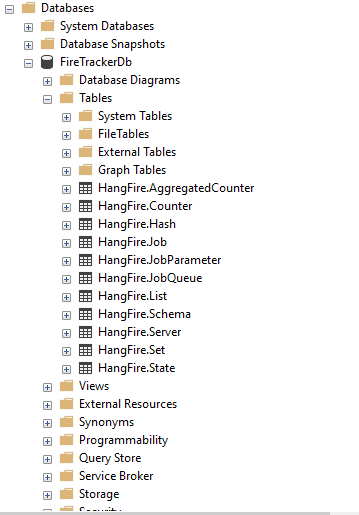 Databases
System Databases
Database Snapshots
FireTrackerDb
Database Diagrams
Tables
System Tables
FileTables
External Tables
Graph Tables
HangFire.AggregatedCounter
HangFire.Counter
HangFire.Hash
HangFire.Job
HangFire.JobParameter
HangFire.JobQueue
HangFire.List
HangFire.Schema
HangFire.Server
HangFire.Set
HangFire.State
Views
External Resources
Synonyms
Programmability
Query Store
Service Broker
Storage
Security